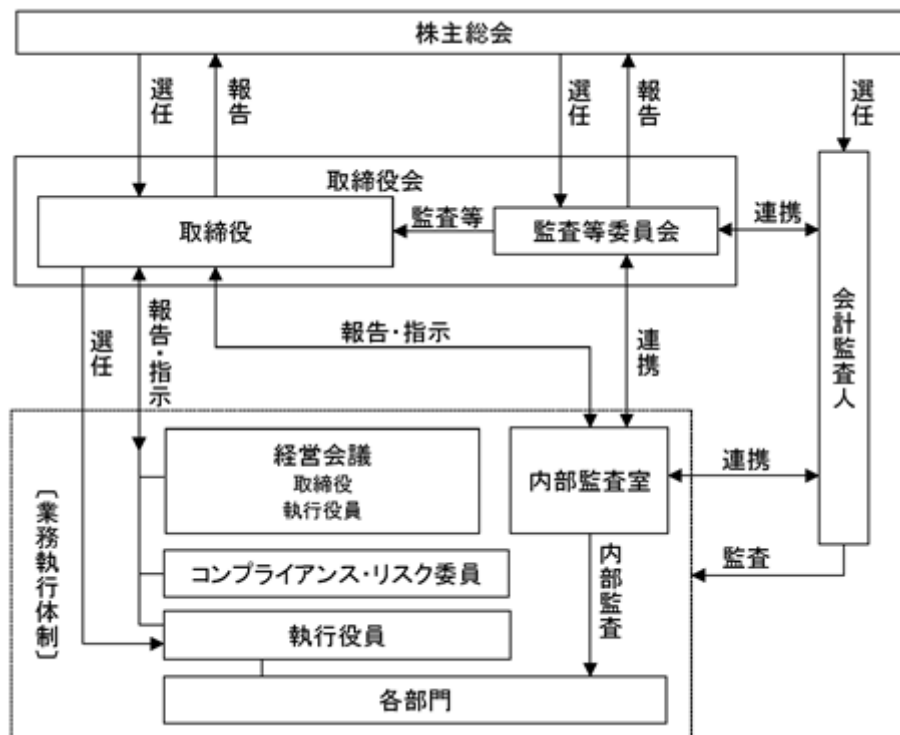 株主総会
選任
報告
選任
報告
選任
取締役会
取締役
監査等
監査等委員会
連携
会計監査人
選任
報告・指示
報告・指示
連携
〔業務執行体制〕
経営会議
取締役
執行役員
内部監査室
連携
コンプライアンス・リスク委員
内部監査
監査
執行役員
各部門